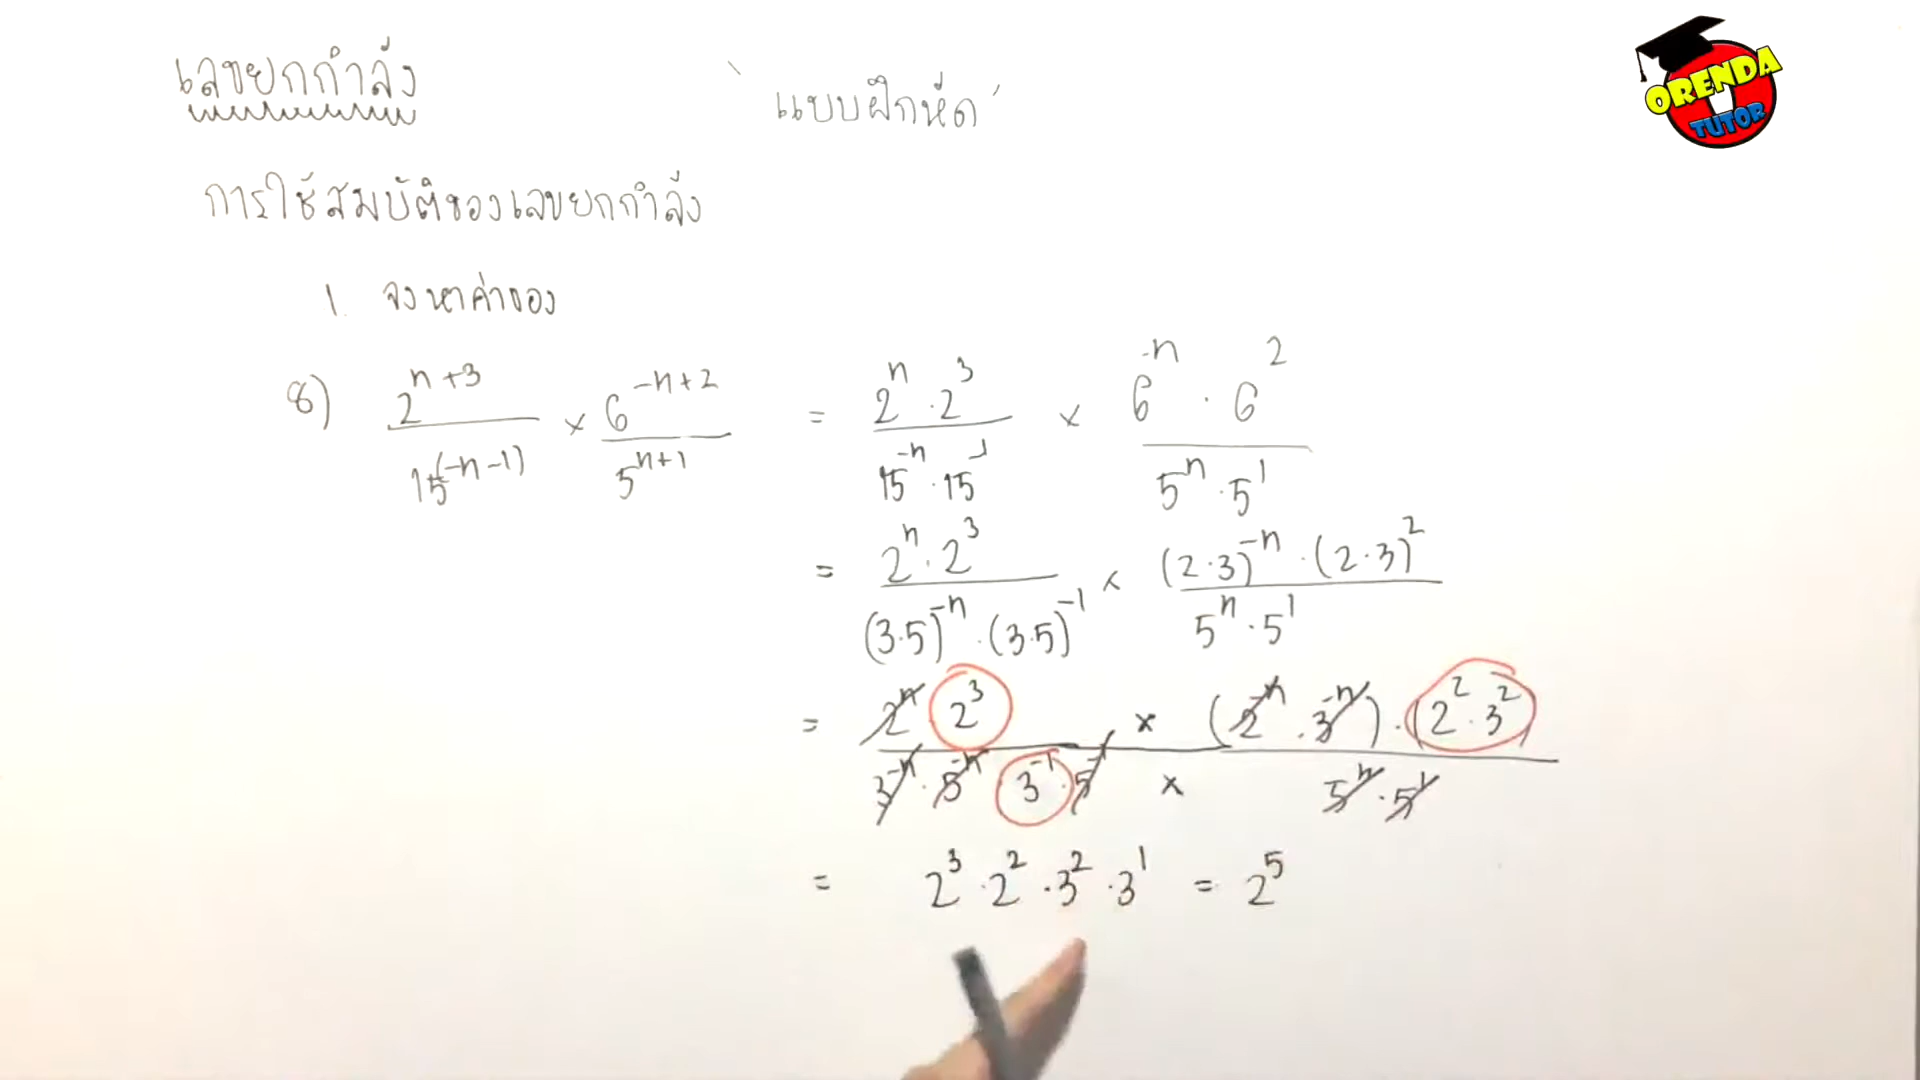 เลขยกกำลัง
แบบฝึกหัด
ORENDA
TUTOR
การใช้สมบัติของเลขยกกำลัง
1. จงหาค่าของ
8) 2^{n+3} / 15^{(-n-1)} × 6^{-n+2} / 5^{n+1} = 2^n · 2^3 / 15^{-n} · 15^{-1} × 6^{-n} · 6^2 / 5^n · 5^1
= 2^n · 2^3 / (3·5)^{-n} · (3·5)^{-1} × (2·3)^{-n} · (2·3)^2 / 5^n · 5^1
= 2^n 2^3 / 3^{-n} · 5^{-n} 3^{-1} · 5^{-1} × (2^{-n} · 3^{-n}) · (2^2 · 3^2) / × 5^n · 5^1
= 2^3 · 2^2 · 3^2 · 3^1 = 2^5